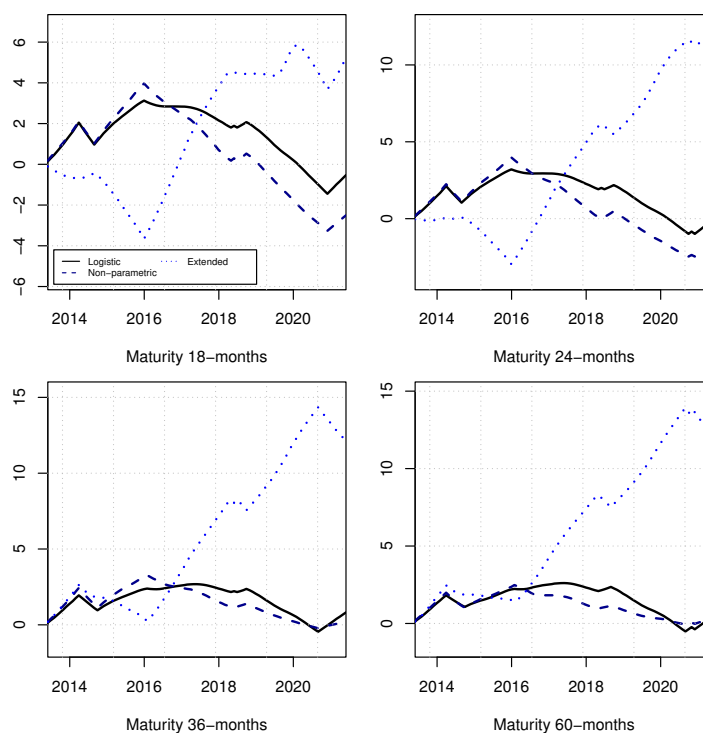 6
4
2
0
−2
−4
−6
Logistic
Non−parametric
Extended
2014 2016 2018 2020
Maturity 18−months
10
5
0
2014 2016 2018 2020
Maturity 24−months
15
10
5
0
2014 2016 2018 2020
Maturity 36−months
15
10
5
0
2014 2016 2018 2020
Maturity 60−months